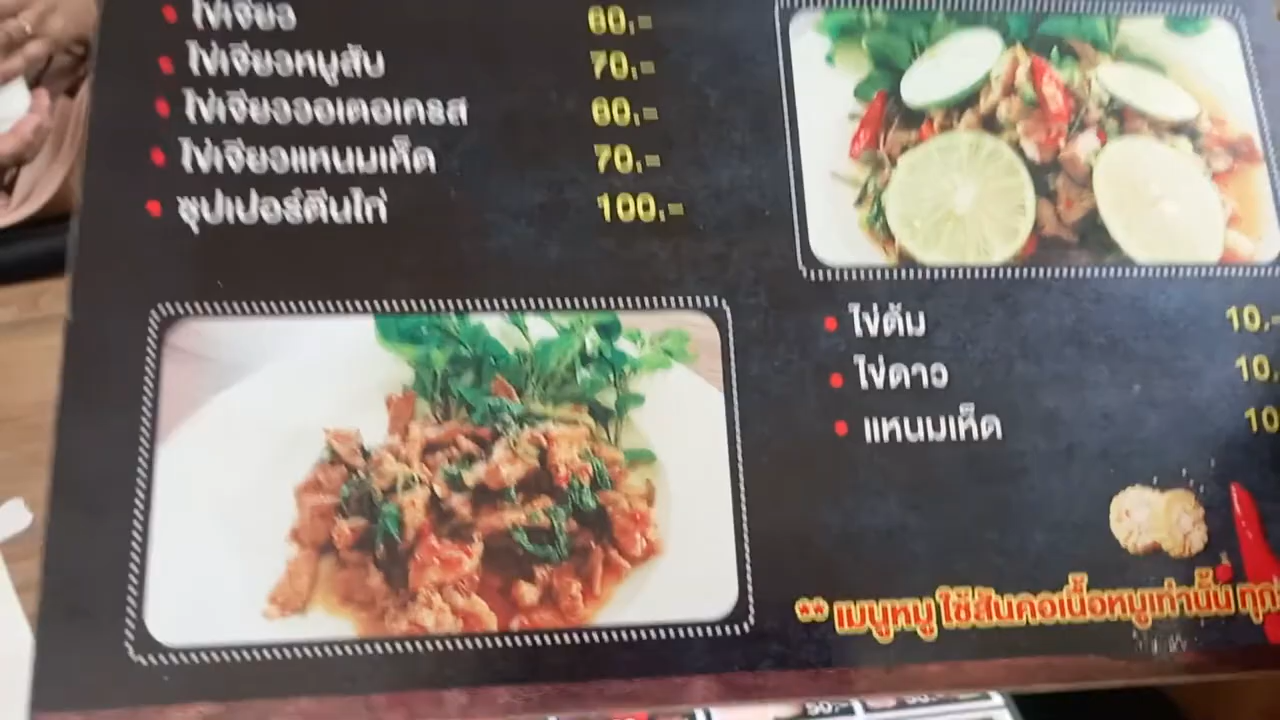 ไข่เจียว 60.=
ไข่เจียวหมูสับ 70.=
ไข่เจียวออเดอเครส 60.=
ไข่เจียวแหนมเห็ด 70.=
ซุปเปอร์ตีนไก่ 100.=
ไข่ต้ม 10.-
ไข่ดาว 10.
แหนมเห็ด 10
** เมนูหมู ใช้สันคอเนื้อหมูเท่านั้น ทุก
50.-